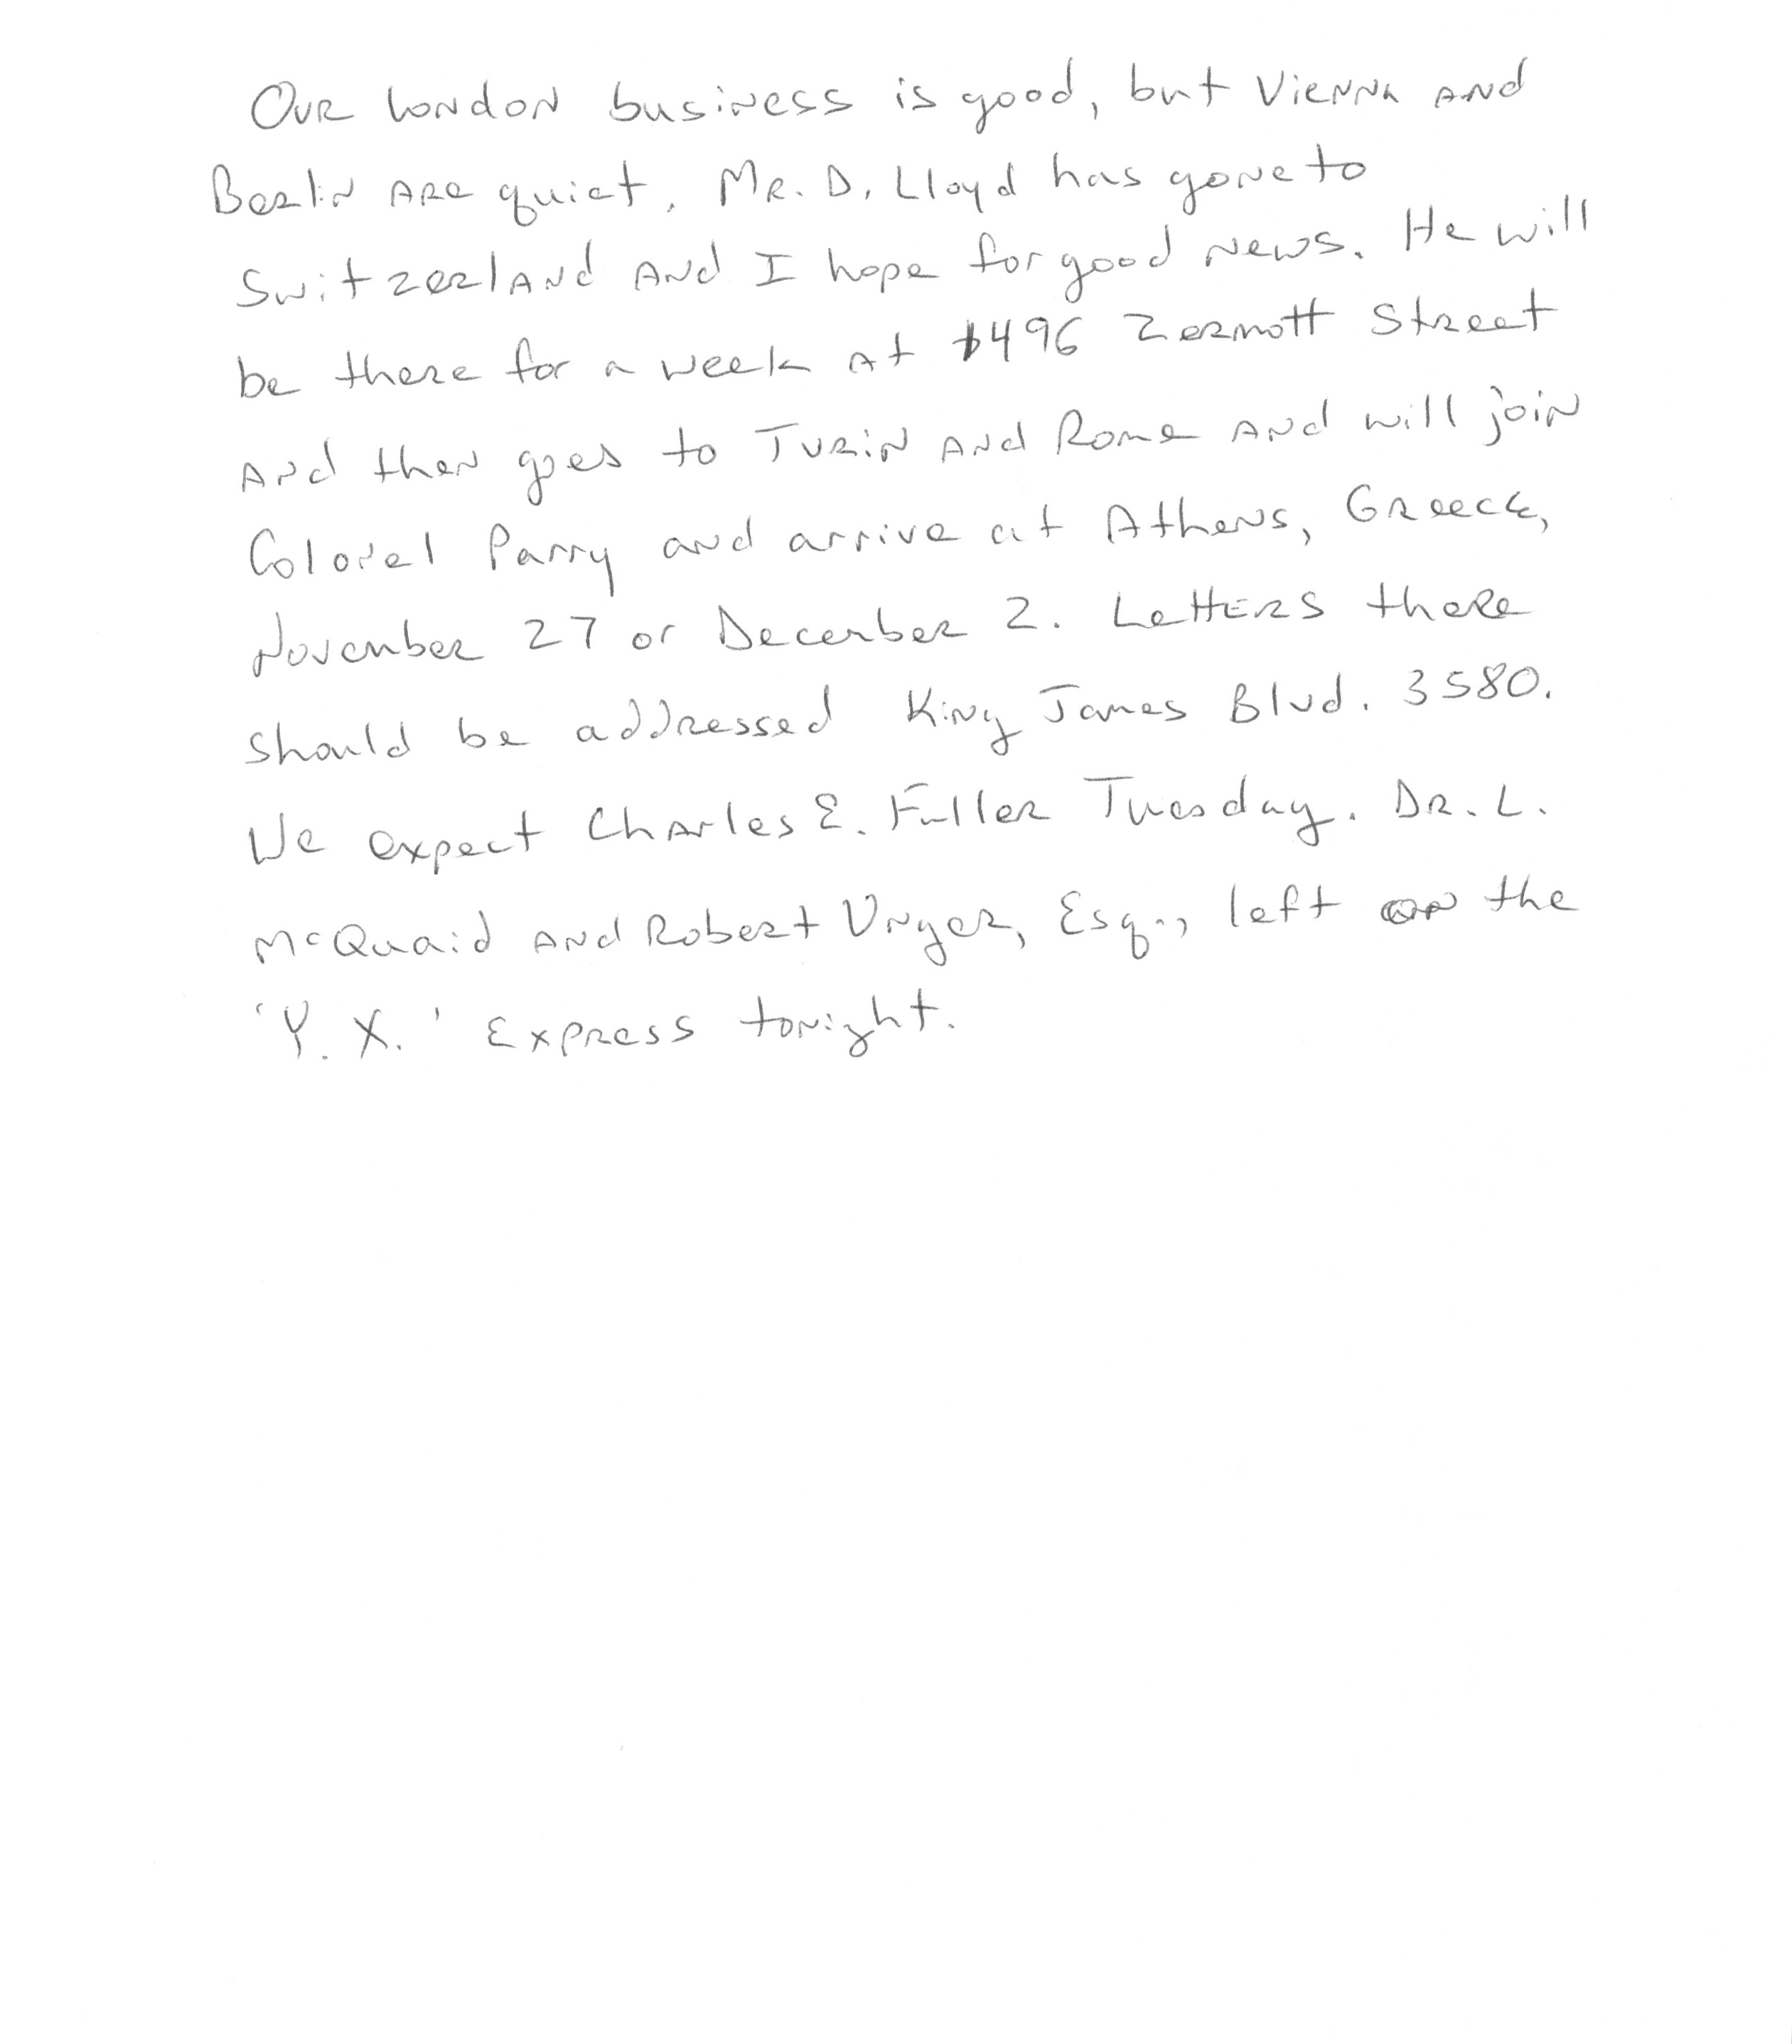 Our London business is good, but Vienna and
Berlin are quiet. Mr. D. Lloyd has gone to
Switzerland and I hope for good news. He will
be there for a week at 1496 Zermott Street
and then goes to Turin and Rome and will join
Colonel Parry and arrive at Athens, Greece,
November 27 or December 2. Letters there
should be addressed King James Blvd. 3580.
We expect Charles E. Fuller Tuesday. Dr. L.
McQuaid and Robert Unger, Esq., left on the
'Y. X.' Express tonight.